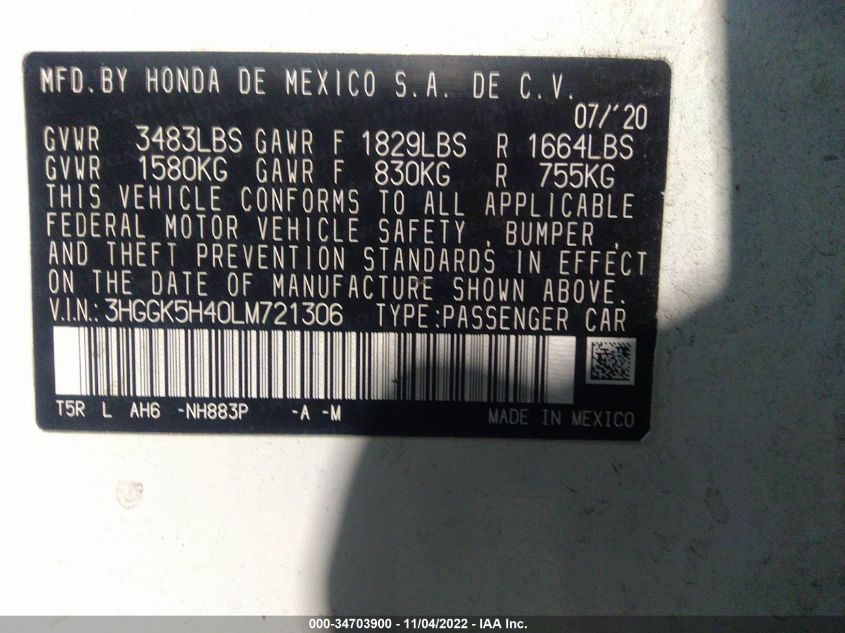 MFD.BY HONDA DE MEXICO S.A. DE C.V.
07/'20
GVWR 3483LBS GAWR F 1829LBS R 1664LBS
GVWR 1580KG GAWR F 830KG R 755KG
THIS VEHICLE CONFORMS TO ALL APPLICABLE
FEDERAL MOTOR VEHICLE SAFETY , BUMPER ,
AND THEFT PREVENTION STANDARDS IN EFFECT
ON THE DATE OF MANUFACTURE SHOWN ABOVE.
V.I.N.:3HGGK5H40LM721306 TYPE:PASSENGER CAR
T5R L AH6 -NH883P -A -M MADE IN MEXICO
000-34703900 - 11/04/2022 - IAA Inc.